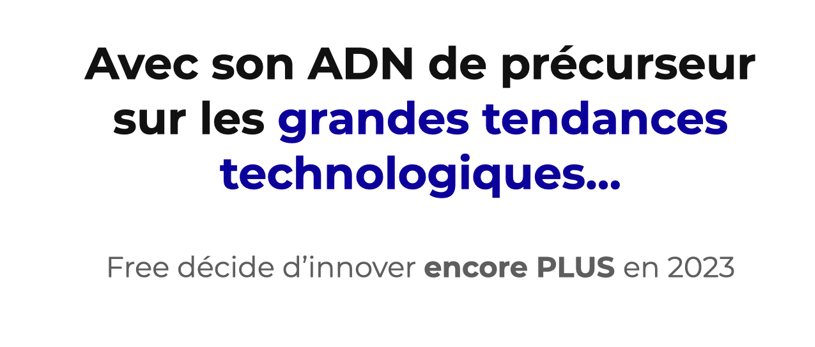 Avec son ADN de précurseur
sur les grandes tendances
technologiques...
Free décide d’innover encore PLUS en 2023